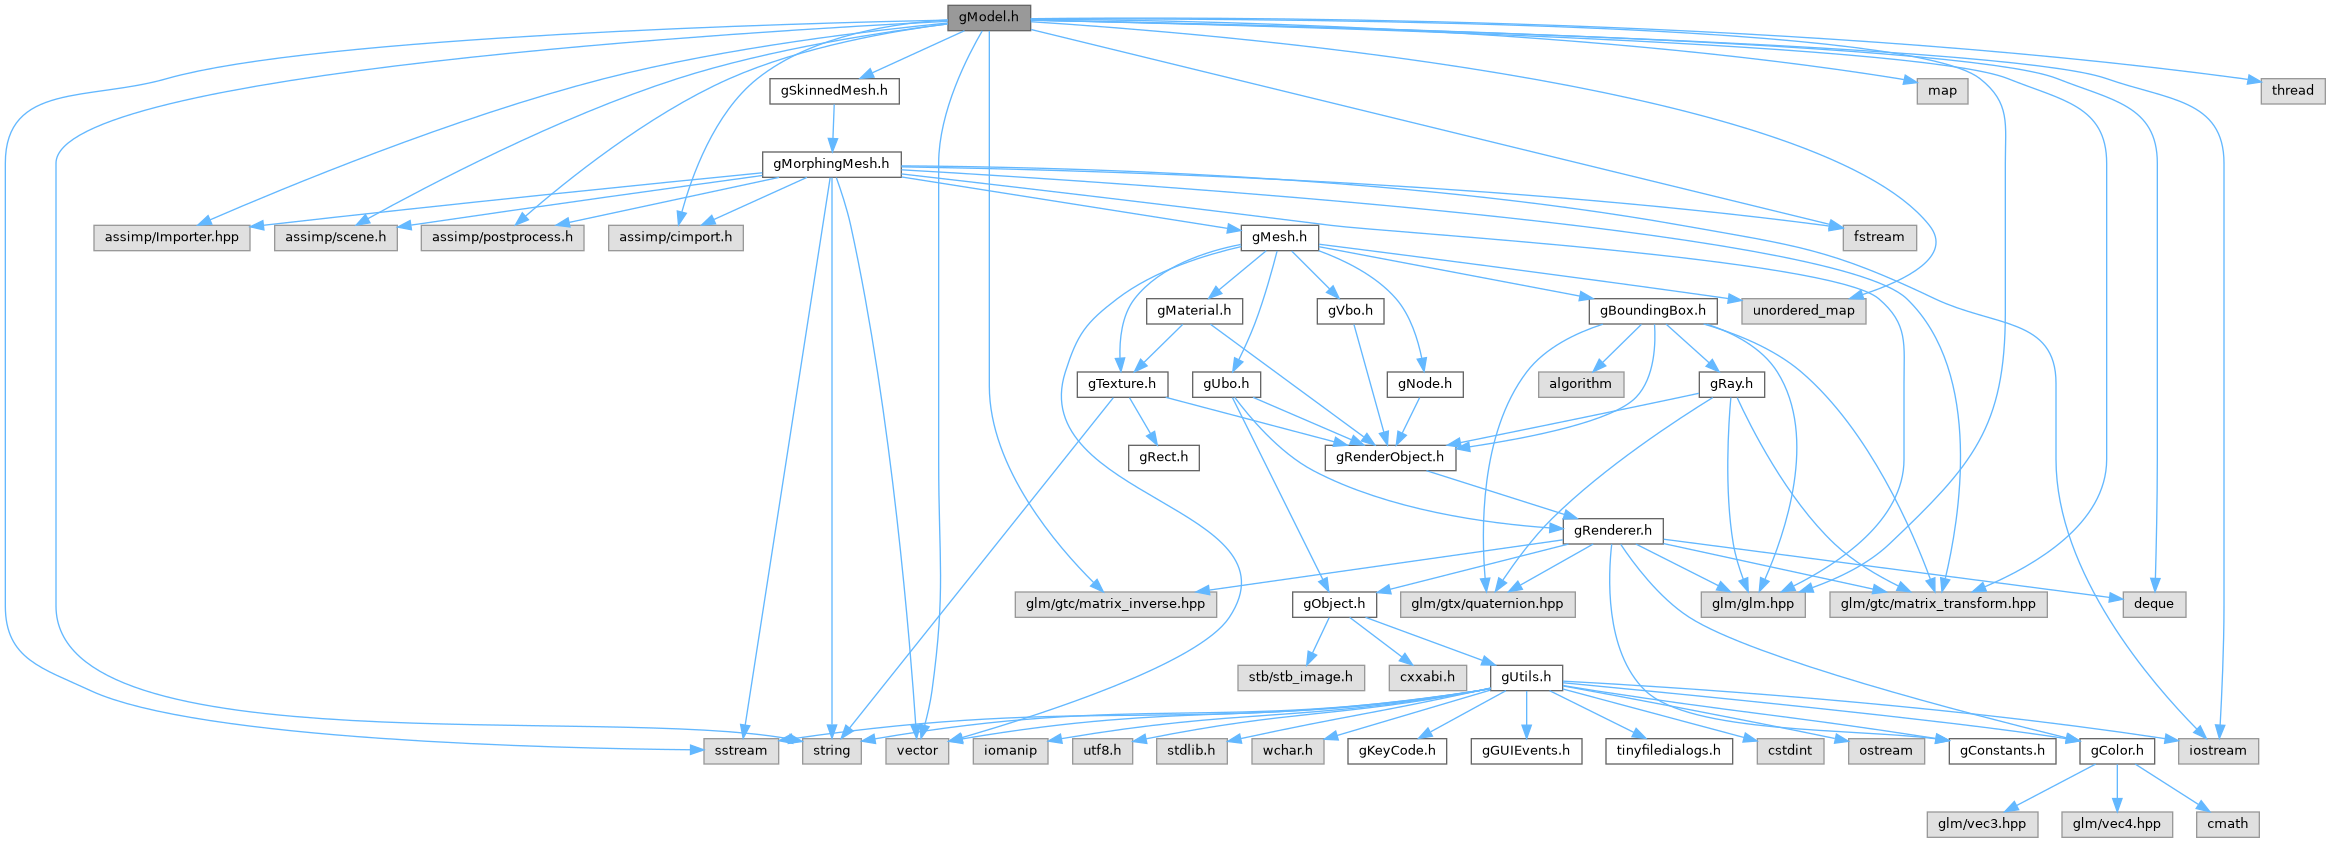 gModel.h
gSkinnedMesh.h
map
thread
gMorphingMesh.h
assimp/Importer.hpp
assimp/scene.h
assimp/postprocess.h
assimp/cimport.h
gMesh.h
fstream
gMaterial.h
gVbo.h
gBoundingBox.h
unordered_map
gTexture.h
gUbo.h
gNode.h
algorithm
gRay.h
gRect.h
gRenderObject.h
gRenderer.h
glm/gtc/matrix_inverse.hpp
gObject.h
glm/gtx/quaternion.hpp
glm/glm.hpp
glm/gtc/matrix_transform.hpp
deque
stb/stb_image.h
cxxabi.h
gUtils.h
sstream
string
vector
iomanip
utf8.h
stdlib.h
wchar.h
gKeyCode.h
gGUIEvents.h
tinyfiledialogs.h
cstdint
ostream
gConstants.h
gColor.h
iostream
glm/vec3.hpp
glm/vec4.hpp
cmath